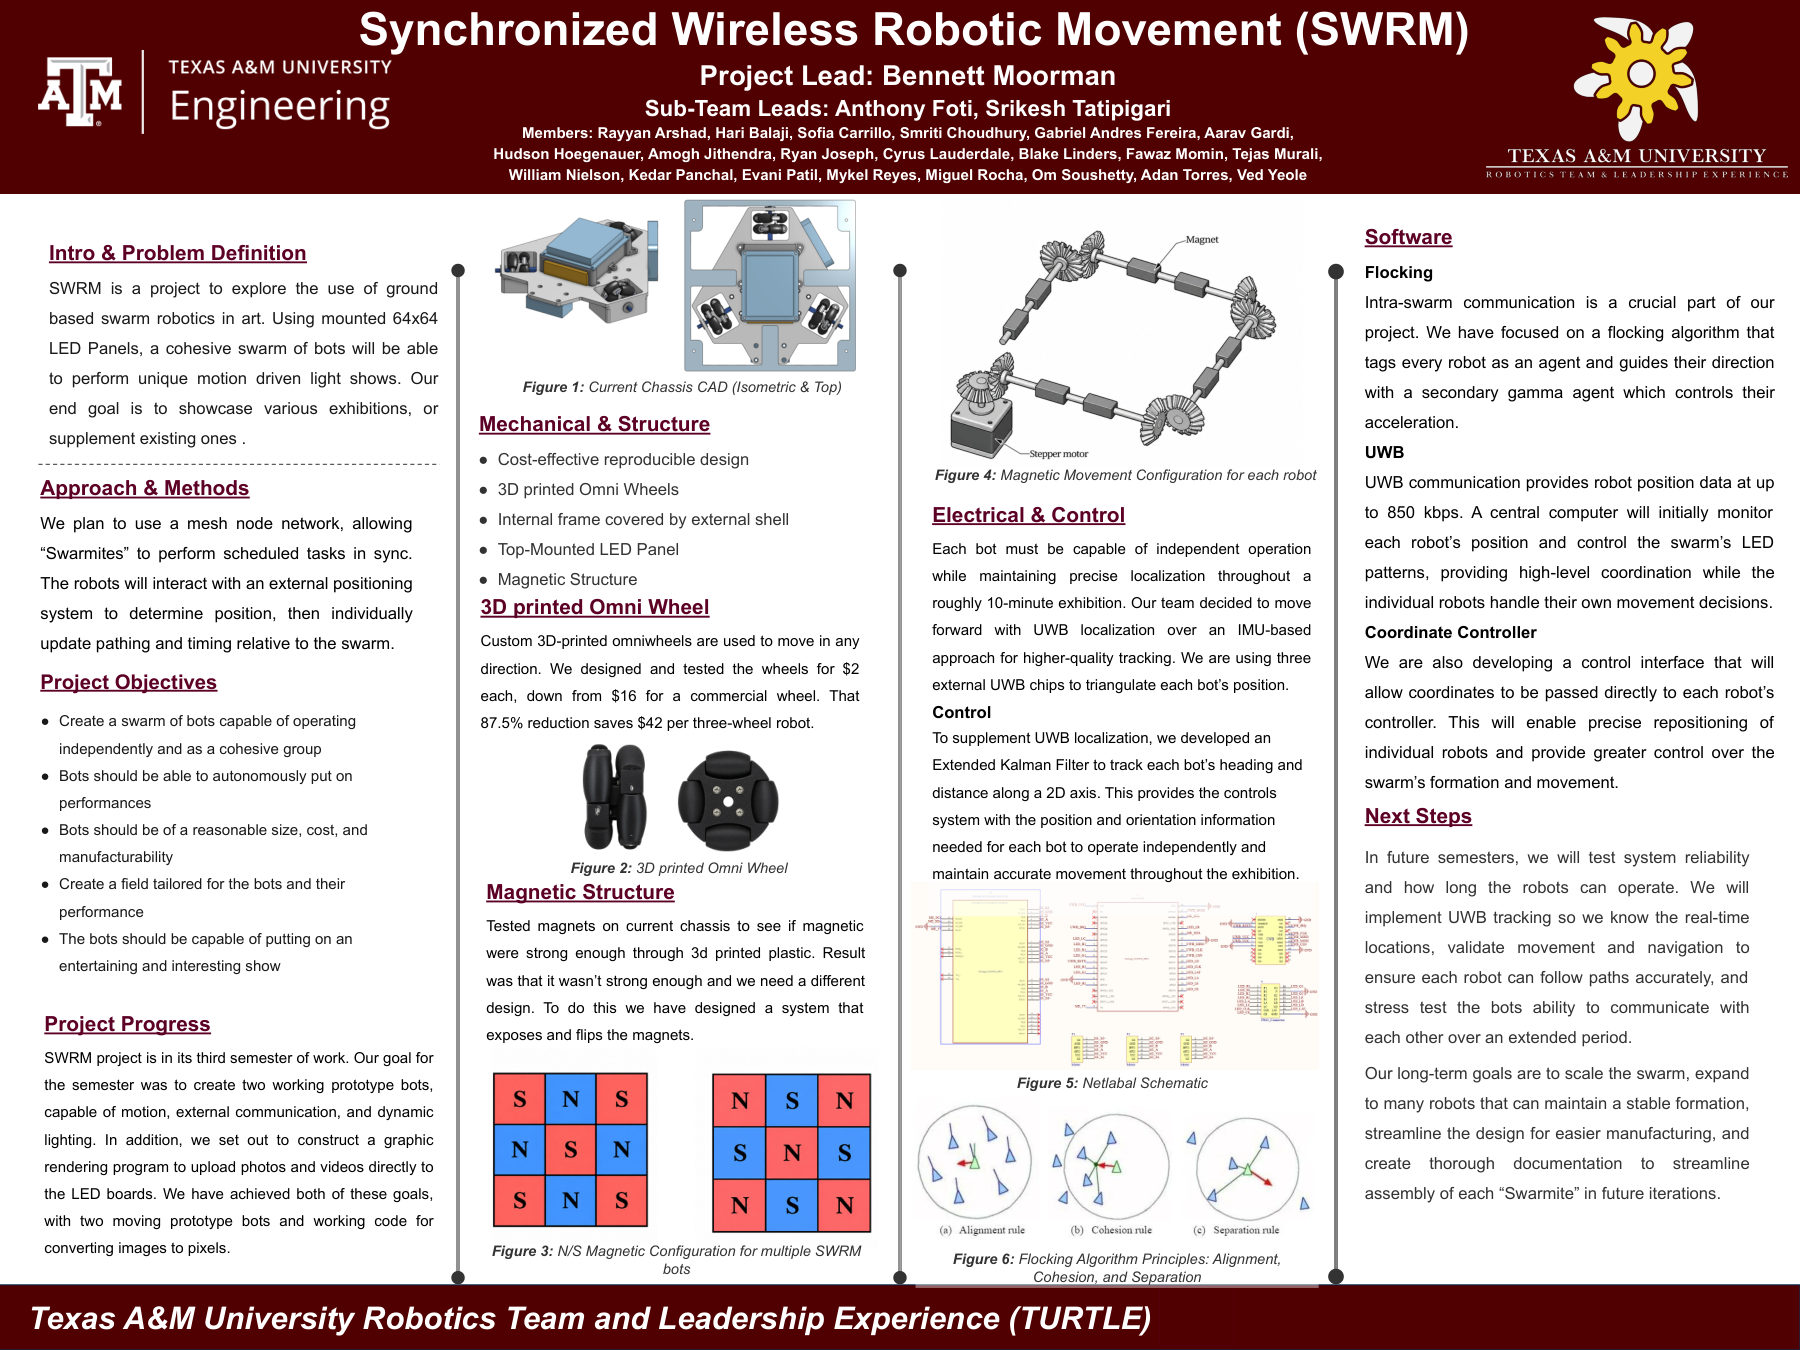 Synchronized Wireless Robotic Movement (SWRM)
Project Lead: Bennett Moorman
Sub-Team Leads: Anthony Foti, Srikesh Tatipigari
Members: Rayyan Arshad, Hari Balaji, Sofia Carrillo, Smriti Choudhury, Gabriel Andres Fereira, Aarav Gardi,
Hudson Hoegenauer, Amogh Jithendra, Ryan Joseph, Cyrus Lauderdale, Blake Linders, Fawaz Momin, Tejas Murali,
William Nielson, Kedar Panchal, Evani Patil, Mykel Reyes, Miguel Rocha, Om Soushetty, Adan Torres, Ved Yeole
ATM
TEXAS A&M UNIVERSITY
Engineering
TEXAS A&M UNIVERSITY
ROBOTICS TEAM & LEADERSHIP EXPERIENCE
Intro & Problem Definition
SWRM is a project to explore the use of ground
based swarm robotics in art. Using mounted 64x64
LED Panels, a cohesive swarm of bots will be able
to perform unique motion driven light shows. Our
end goal is to showcase various exhibitions, or
supplement existing ones .
Approach & Methods
We plan to use a mesh node network, allowing
“Swarmites” to perform scheduled tasks in sync.
The robots will interact with an external positioning
system to determine position, then individually
update pathing and timing relative to the swarm.
Project Objectives
● Create a swarm of bots capable of operating
independently and as a cohesive group
● Bots should be able to autonomously put on
performances
● Bots should be of a reasonable size, cost, and
manufacturability
● Create a field tailored for the bots and their
performance
● The bots should be capable of putting on an
entertaining and interesting show
Project Progress
SWRM project is in its third semester of work. Our goal for
the semester was to create two working prototype bots,
capable of motion, external communication, and dynamic
lighting. In addition, we set out to construct a graphic
rendering program to upload photos and videos directly to
the LED boards. We have achieved both of these goals,
with two moving prototype bots and working code for
converting images to pixels.
Figure 1: Current Chassis CAD (Isometric & Top)
Mechanical & Structure
● Cost-effective reproducible design
● 3D printed Omni Wheels
● Internal frame covered by external shell
● Top-Mounted LED Panel
● Magnetic Structure
3D printed Omni Wheel
Custom 3D-printed omniwheels are used to move in any
direction. We designed and tested the wheels for $2
each, down from $16 for a commercial wheel. That
87.5% reduction saves $42 per three-wheel robot.
Figure 2: 3D printed Omni Wheel
Magnetic Structure
Tested magnets on current chassis to see if magnetic
were strong enough through 3d printed plastic. Result
was that it wasn’t strong enough and we need a different
design. To do this we have designed a system that
exposes and flips the magnets.
S N S
N S N
S N S
N S N
S N S
N S N
Figure 3: N/S Magnetic Configuration for multiple SWRM
bots
Magnet
Stepper motor
Figure 4: Magnetic Movement Configuration for each robot
Electrical & Control
Each bot must be capable of independent operation
while maintaining precise localization throughout a
roughly 10-minute exhibition. Our team decided to move
forward with UWB localization over an IMU-based
approach for higher-quality tracking. We are using three
external UWB chips to triangulate each bot’s position.
Control
To supplement UWB localization, we developed an
Extended Kalman Filter to track each bot’s heading and
distance along a 2D axis. This provides the controls
system with the position and orientation information
needed for each bot to operate independently and
maintain accurate movement throughout the exhibition.
Figure 5: Netlabal Schematic
(a) Alignment rule
(b) Cohesion rule
(c) Separation rule
Figure 6: Flocking Algorithm Principles: Alignment,
Cohesion, and Separation
Software
Flocking
Intra-swarm communication is a crucial part of our
project. We have focused on a flocking algorithm that
tags every robot as an agent and guides their direction
with a secondary gamma agent which controls their
acceleration.
UWB
UWB communication provides robot position data at up
to 850 kbps. A central computer will initially monitor
each robot’s position and control the swarm’s LED
patterns, providing high-level coordination while the
individual robots handle their own movement decisions.
Coordinate Controller
We are also developing a control interface that will
allow coordinates to be passed directly to each robot’s
controller. This will enable precise repositioning of
individual robots and provide greater control over the
swarm’s formation and movement.
Next Steps
In future semesters, we will test system reliability
and how long the robots can operate. We will
implement UWB tracking so we know the real-time
locations, validate movement and navigation to
ensure each robot can follow paths accurately, and
stress test the bots ability to communicate with
each other over an extended period.
Our long-term goals are to scale the swarm, expand
to many robots that can maintain a stable formation,
streamline the design for easier manufacturing, and
create thorough documentation to streamline
assembly of each “Swarmite” in future iterations.
Texas A&M University Robotics Team and Leadership Experience (TURTLE)